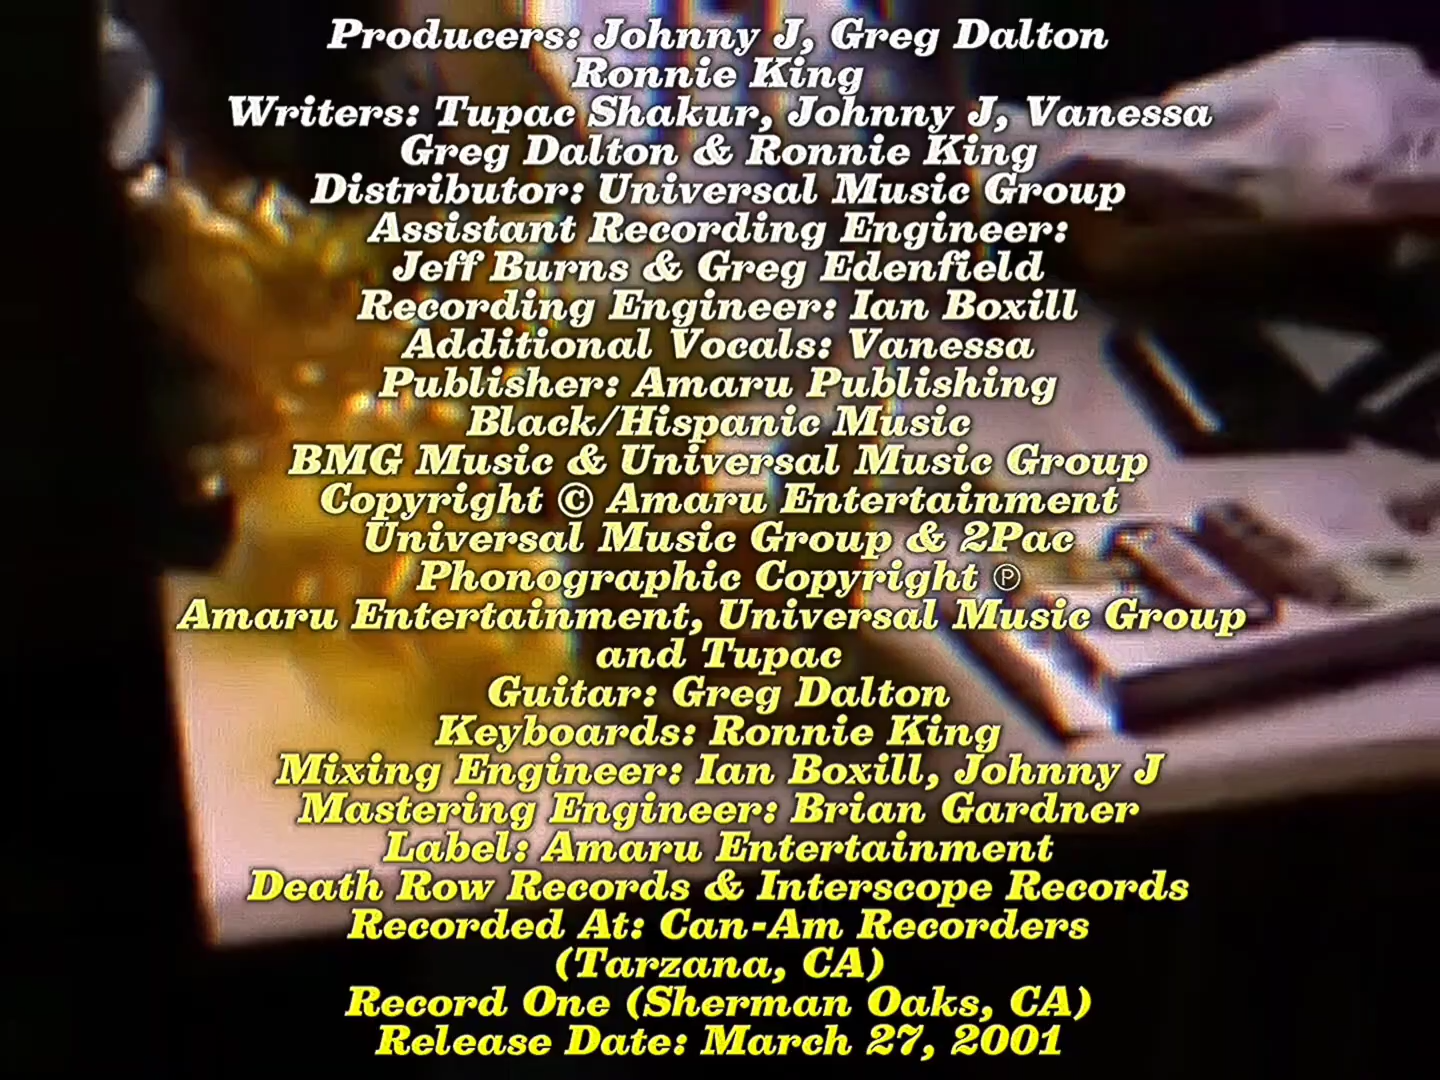 Producers: Johnny J, Greg Dalton
Ronnie King
Writers: Tupac Shakur, Johnny J, Vanessa
Greg Dalton & Ronnie King
Distributor: Universal Music Group
Assistant Recording Engineer:
Jeff Burns & Greg Edenfield
Recording Engineer: Ian Boxill
Additional Vocals: Vanessa
Publisher: Amaru Publishing
Black/Hispanic Music
BMG Music & Universal Music Group
Copyright © Amaru Entertainment
Universal Music Group & 2Pac
Phonographic Copyright ℗
Amaru Entertainment, Universal Music Group
and Tupac
Guitar: Greg Dalton
Keyboards: Ronnie King
Mixing Engineer: Ian Boxill, Johnny J
Mastering Engineer: Brian Gardner
Label: Amaru Entertainment
Death Row Records & Interscope Records
Recorded At: Can-Am Recorders
(Tarzana, CA)
Record One (Sherman Oaks, CA)
Release Date: March 27, 2001